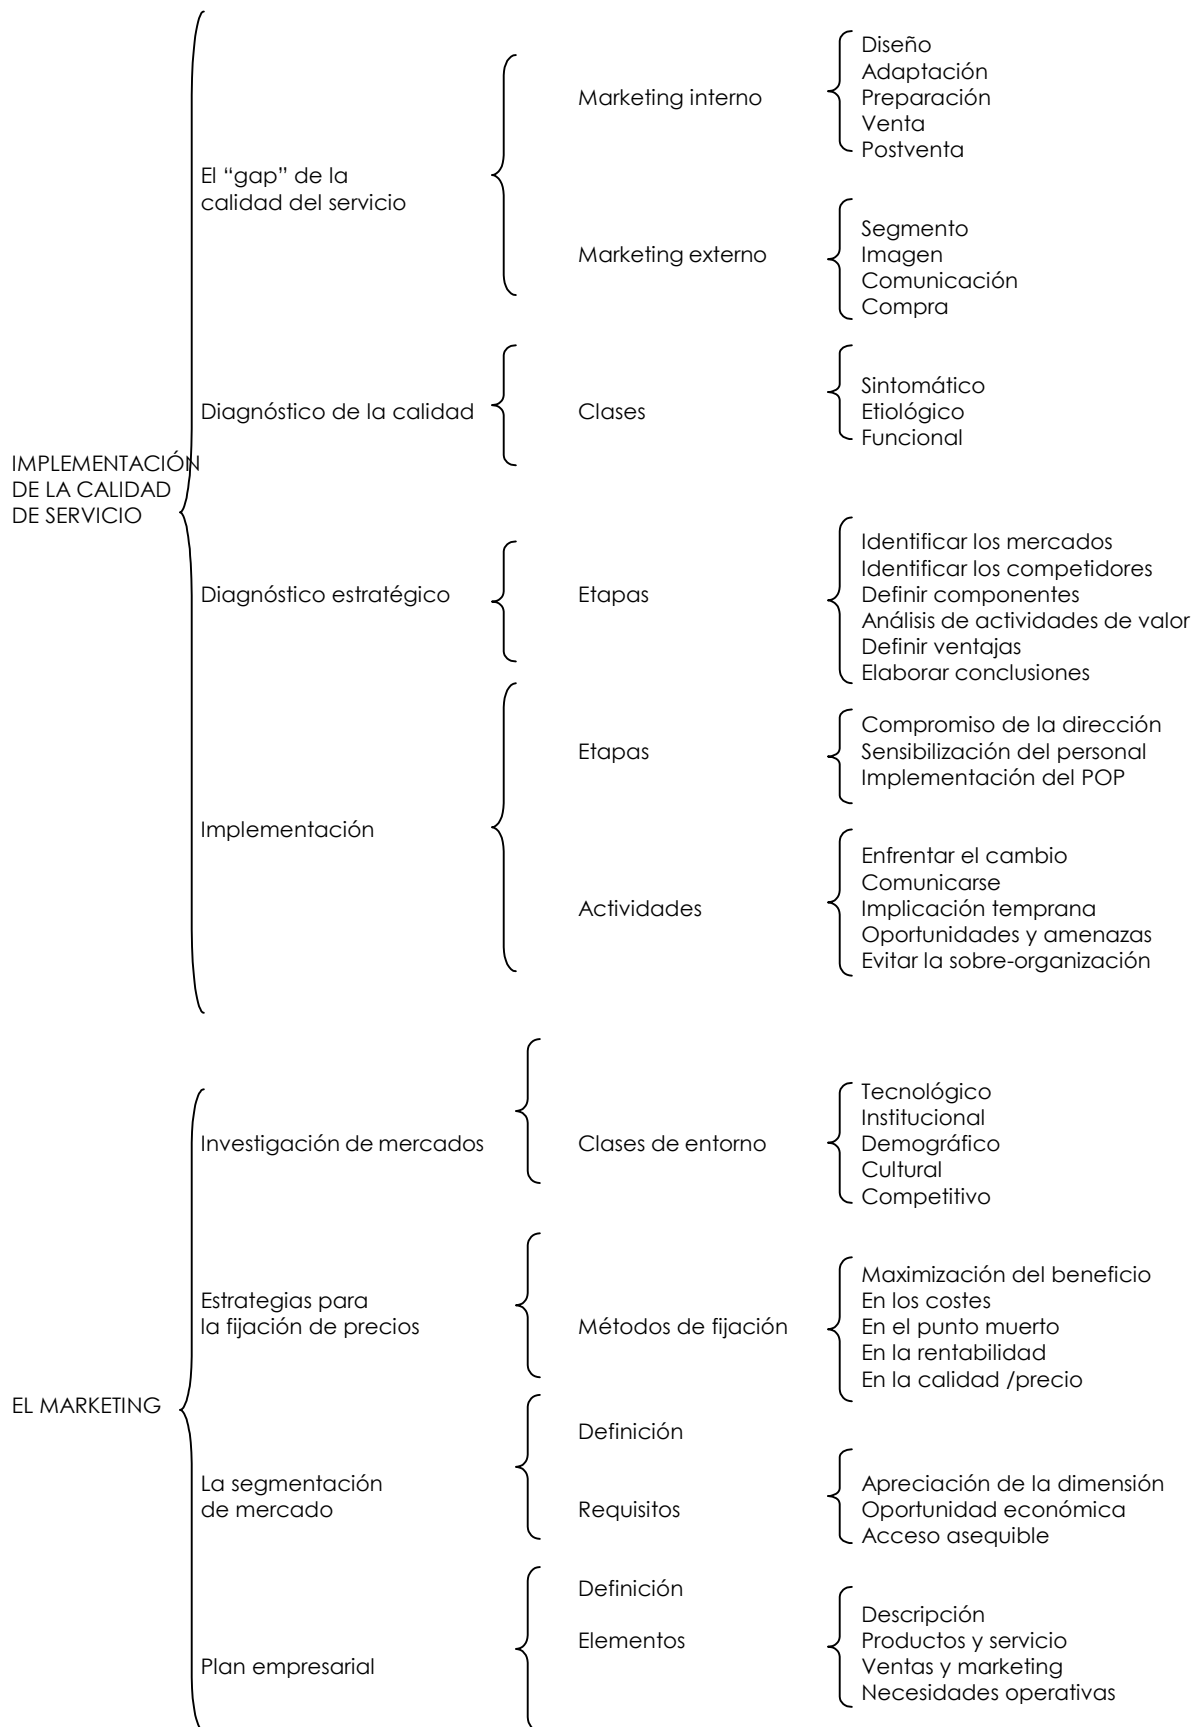 IMPLEMENTACIÓN
DE LA CALIDAD
DE SERVICIO
El “gap” de la
calidad del servicio
Marketing interno
Diseño
Adaptación
Preparación
Venta
Postventa
Marketing externo
Segmento
Imagen
Comunicación
Compra
Diagnóstico de la calidad
Clases
Sintomático
Etiológico
Funcional
Diagnóstico estratégico
Etapas
Identificar los mercados
Identificar los competidores
Definir componentes
Análisis de actividades de valor
Definir ventajas
Elaborar conclusiones
Implementación
Etapas
Compromiso de la dirección
Sensibilización del personal
Implementación del POP
Actividades
Enfrentar el cambio
Comunicarse
Implicación temprana
Oportunidades y amenazas
Evitar la sobre-organización
EL MARKETING
Investigación de mercados
Clases de entorno
Tecnológico
Institucional
Demográfico
Cultural
Competitivo
Estrategias para
la fijación de precios
Métodos de fijación
Maximización del beneficio
En los costes
En el punto muerto
En la rentabilidad
En la calidad /precio
La segmentación
de mercado
Definición
Requisitos
Apreciación de la dimensión
Oportunidad económica
Acceso asequible
Plan empresarial
Definición
Elementos
Descripción
Productos y servicio
Ventas y marketing
Necesidades operativas